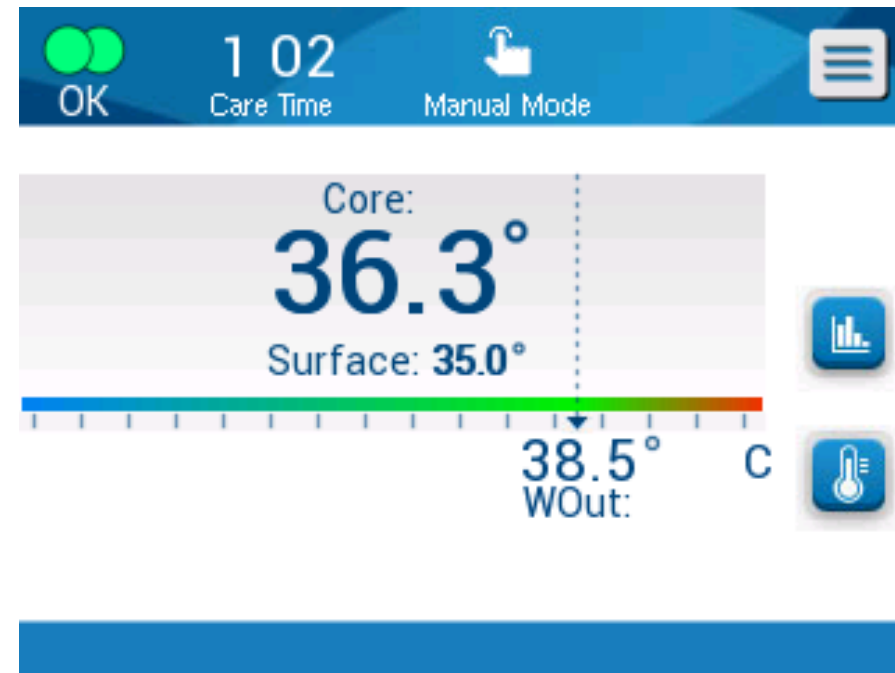 OK
1 02
Care Time
Manual Mode
Core:
36.3°
Surface: 35.0°
38.5° C
WOut: